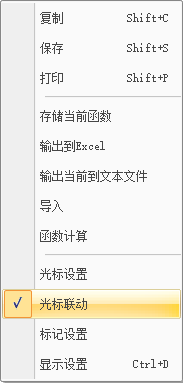 复制 Shift+C
保存 Shift+S
打印 Shift+P
存储当前函数
输出到Excel
输出当前到文本文件
导入
函数计算
光标设置
光标联动
标记设置
显示设置 Ctrl+D